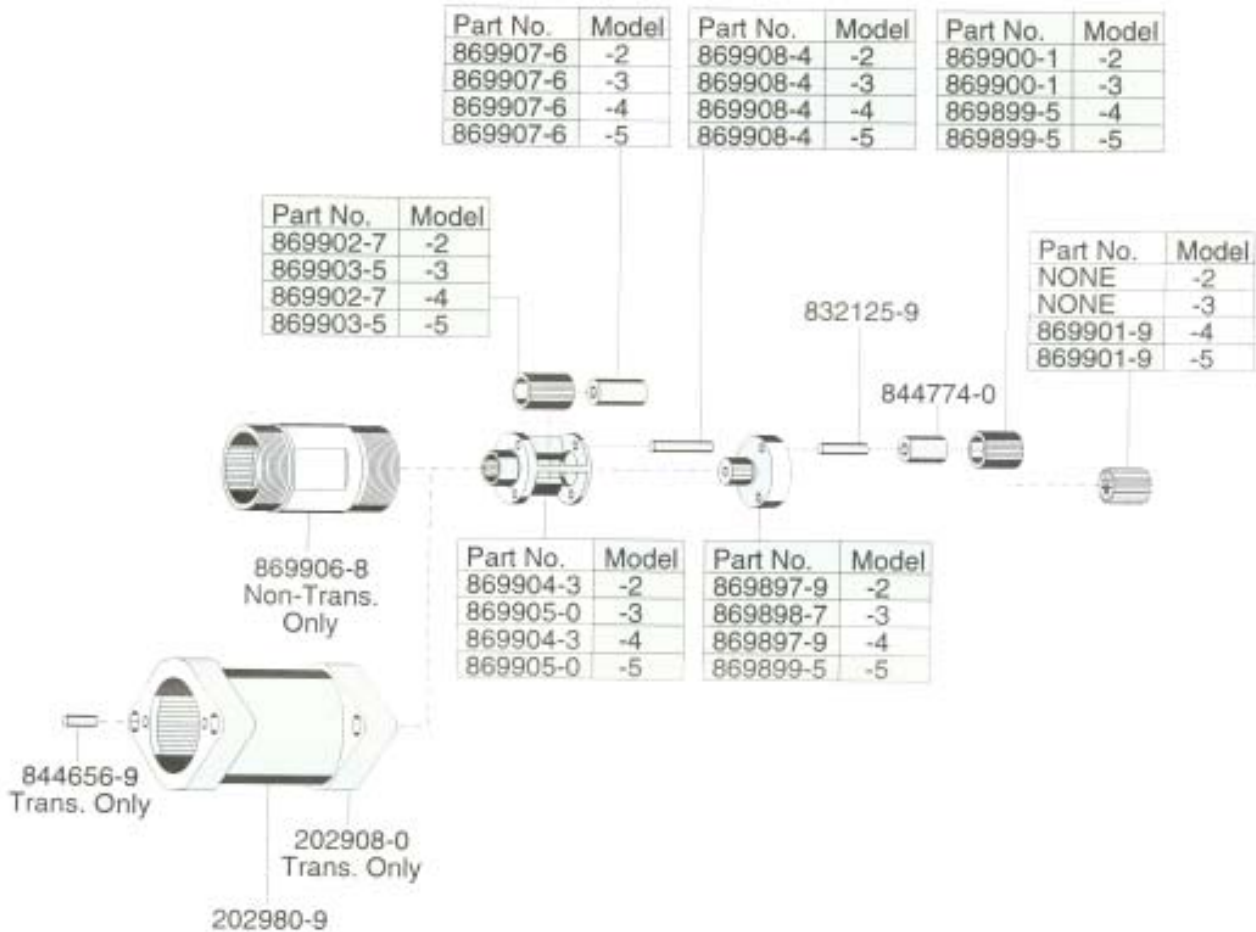 Part No. Model
869907-6 -2
869907-6 -3
869907-6 -4
869907-6 -5
Part No. Model
869908-4 -2
869908-4 -3
869908-4 -4
869908-4 -5
Part No. Model
869900-1 -2
869900-1 -3
869899-5 -4
869899-5 -5
Part No. Model
869902-7 -2
869903-5 -3
869902-7 -4
869903-5 -5
Part No. Model
NONE -2
NONE -3
869901-9 -4
869901-9 -5
832125-9
844774-0
869906-8
Non-Trans.
Only
Part No. Model
869904-3 -2
869905-0 -3
869904-3 -4
869905-0 -5
Part No. Model
869897-9 -2
869898-7 -3
869897-9 -4
869899-5 -5
844656-9
Trans. Only
202908-0
Trans. Only
202980-9